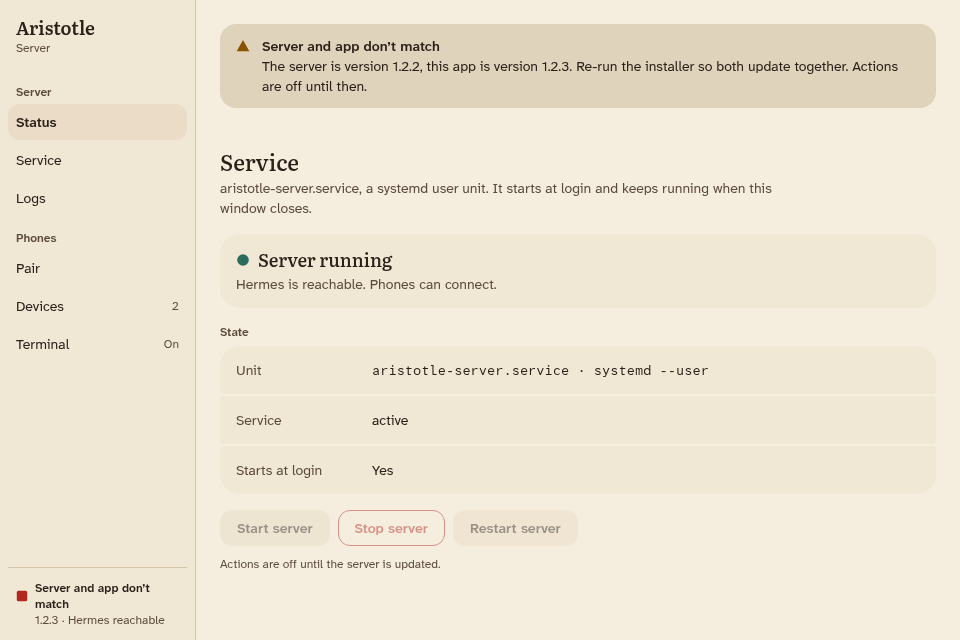 Aristotle
Server
Server
Status
Service
Logs
Phones
Pair
Devices 2
Terminal On
Server and app don't
match
1.2.3 · Hermes reachable
Server and app don't match
The server is version 1.2.2, this app is version 1.2.3. Re-run the installer so both update together. Actions
are off until then.
Service
aristotle-server.service, a systemd user unit. It starts at login and keeps running when this
window closes.
Server running
Hermes is reachable. Phones can connect.
State
Unit aristotle-server.service · systemd --user
Service active
Starts at login Yes
Start server Stop server Restart server
Actions are off until the server is updated.